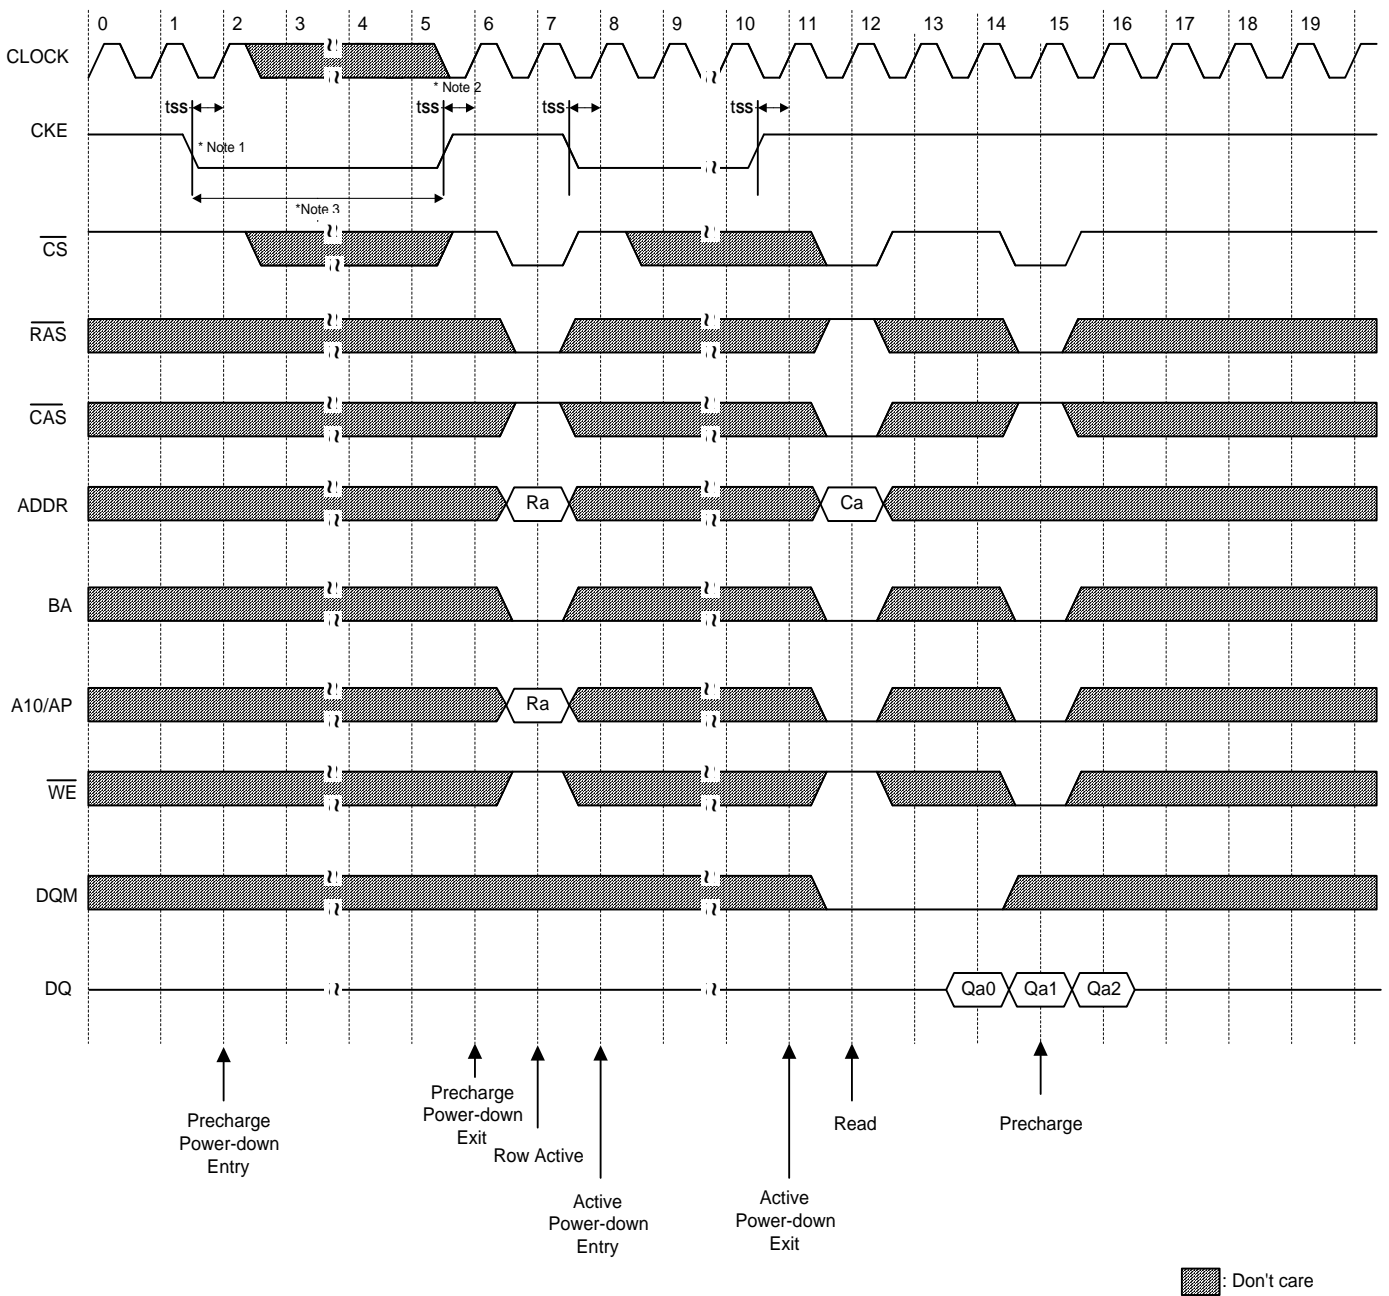 0 1 2 3 4 5 6 7 8 9 10 11 12 13 14 15 16 17 18 19
CLOCK
* Note 2
tss tss tss tss
CKE
* Note 1
*Note 3
CS
RAS
CAS
ADDR Ra Ca
BA
A10/AP Ra
WE
DQM
DQ Qa0 Qa1 Qa2
Precharge
Power-down
Entry
Precharge
Power-down
Exit
Row Active
Active
Power-down
Entry
Active
Power-down
Exit
Read
Precharge
: Don't care